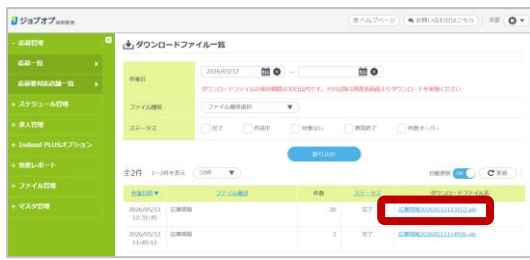 ジョブオプ 採用管理
ヘルプページ
お問い合わせはこちら
本部
- 応募管理
応募一覧
応募要対応店舗一覧
+ スケジュール管理
+ 求人管理
+ Indeed PLUSオプション
+ 効果レポート
+ ファイル管理
+ マスタ管理
ダウンロードファイル一覧
作業日
2026/05/12
～
ダウンロードファイルの保持期間は10日以内です。それ以降は再度各画面よりダウンロードを実施ください
ファイル種別
ファイル種別選択
ステータス
完了
作成中
対象なし
期間終了
件数オーバー
絞り込む
全2件
1～2件を表示
50件
自動更新
ON
更新
作業日時▼
ファイル種別
件数
ステータス
ダウンロードファイル名
2026/05/12 12:31:45
応募情報
20
完了
応募情報20260512123152.xls
2026/05/12 11:49:12
応募情報
3
完了
応募情報20260512114926.xls